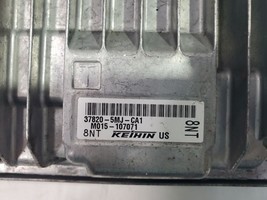 37820-5MJ-CA1
M015-107071
8NT KEIHIN US
8NT